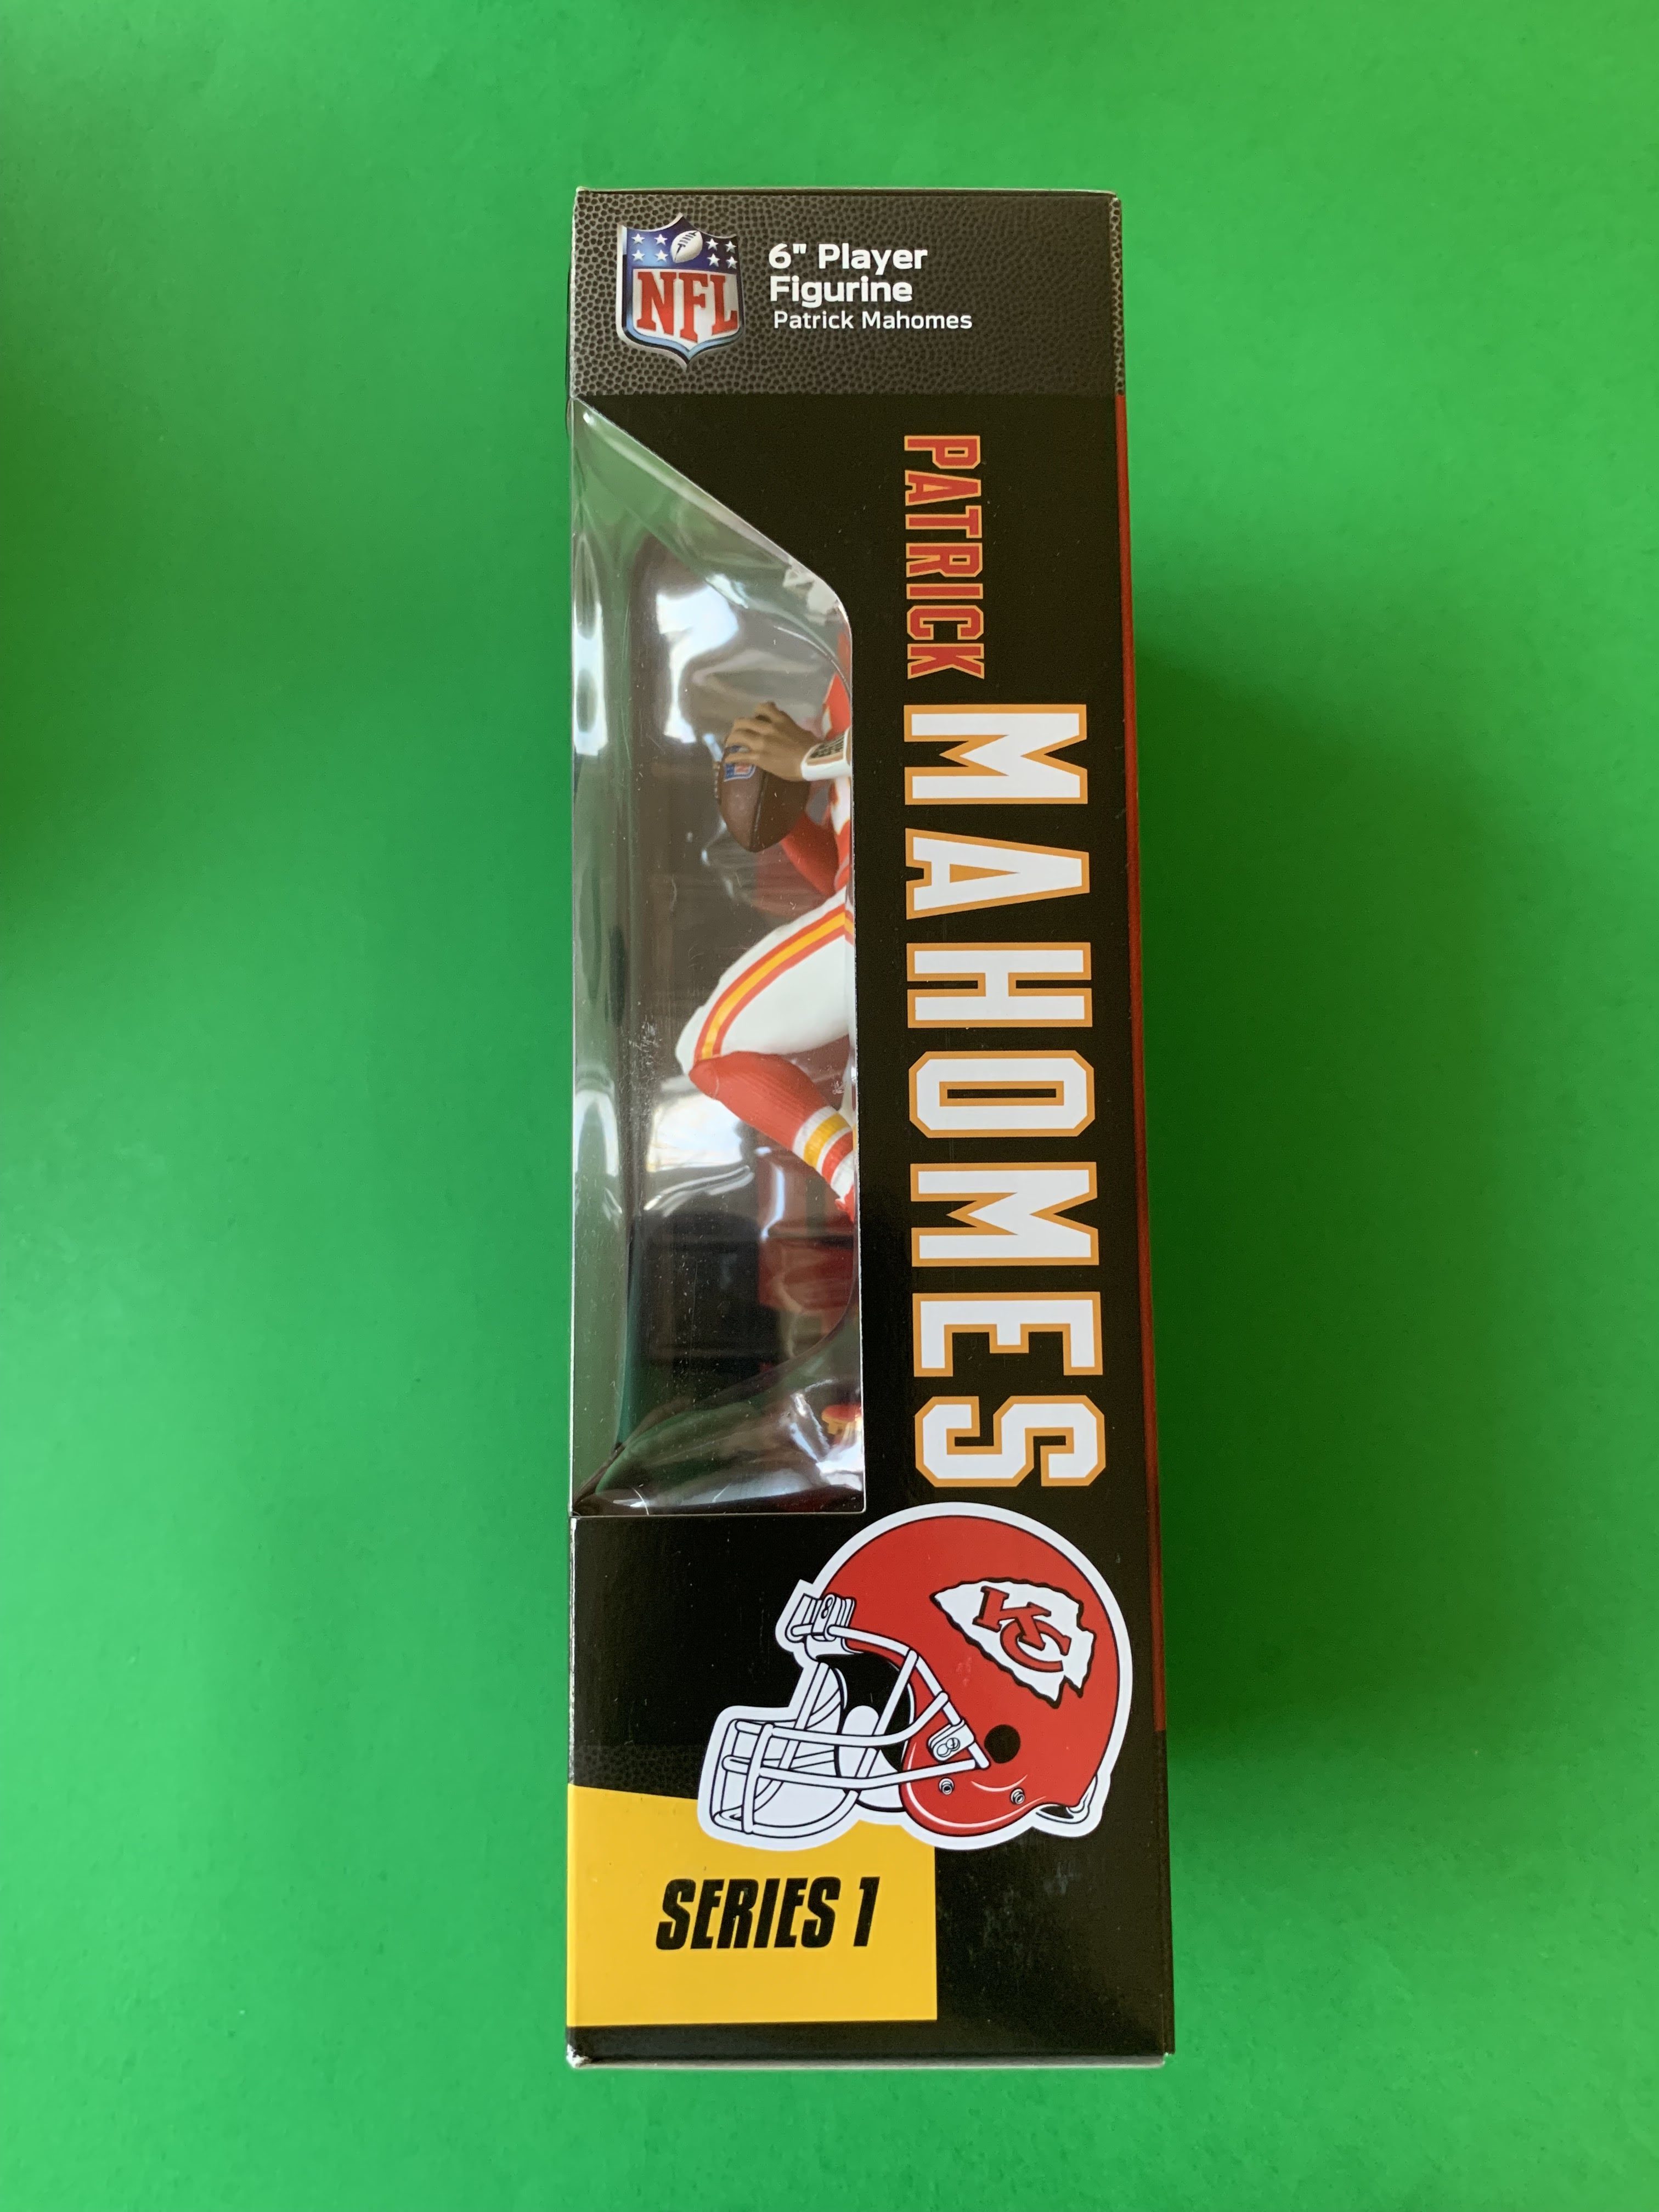 NFL
6" Player
Figurine
Patrick Mahomes
PATRICK MAHOMES
KC
SERIES 1